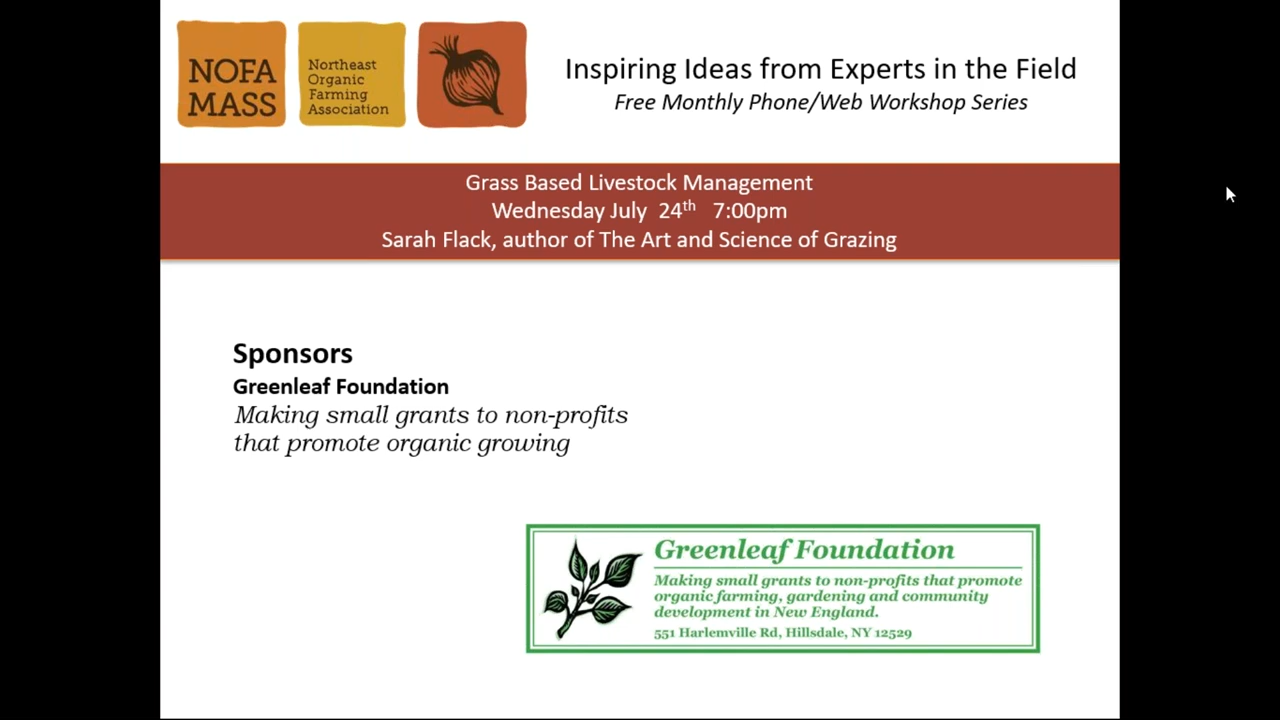 NOFA
MASS
Northeast
Organic
Farming
Association
Inspiring Ideas from Experts in the Field
Free Monthly Phone/Web Workshop Series
Grass Based Livestock Management
Wednesday July 24th 7:00pm
Sarah Flack, author of The Art and Science of Grazing
Sponsors
Greenleaf Foundation
Making small grants to non-profits
that promote organic growing
Greenleaf Foundation
Making small grants to non-profits that promote
organic farming, gardening and community
development in New England.
551 Harlemville Rd, Hillsdale, NY 12529